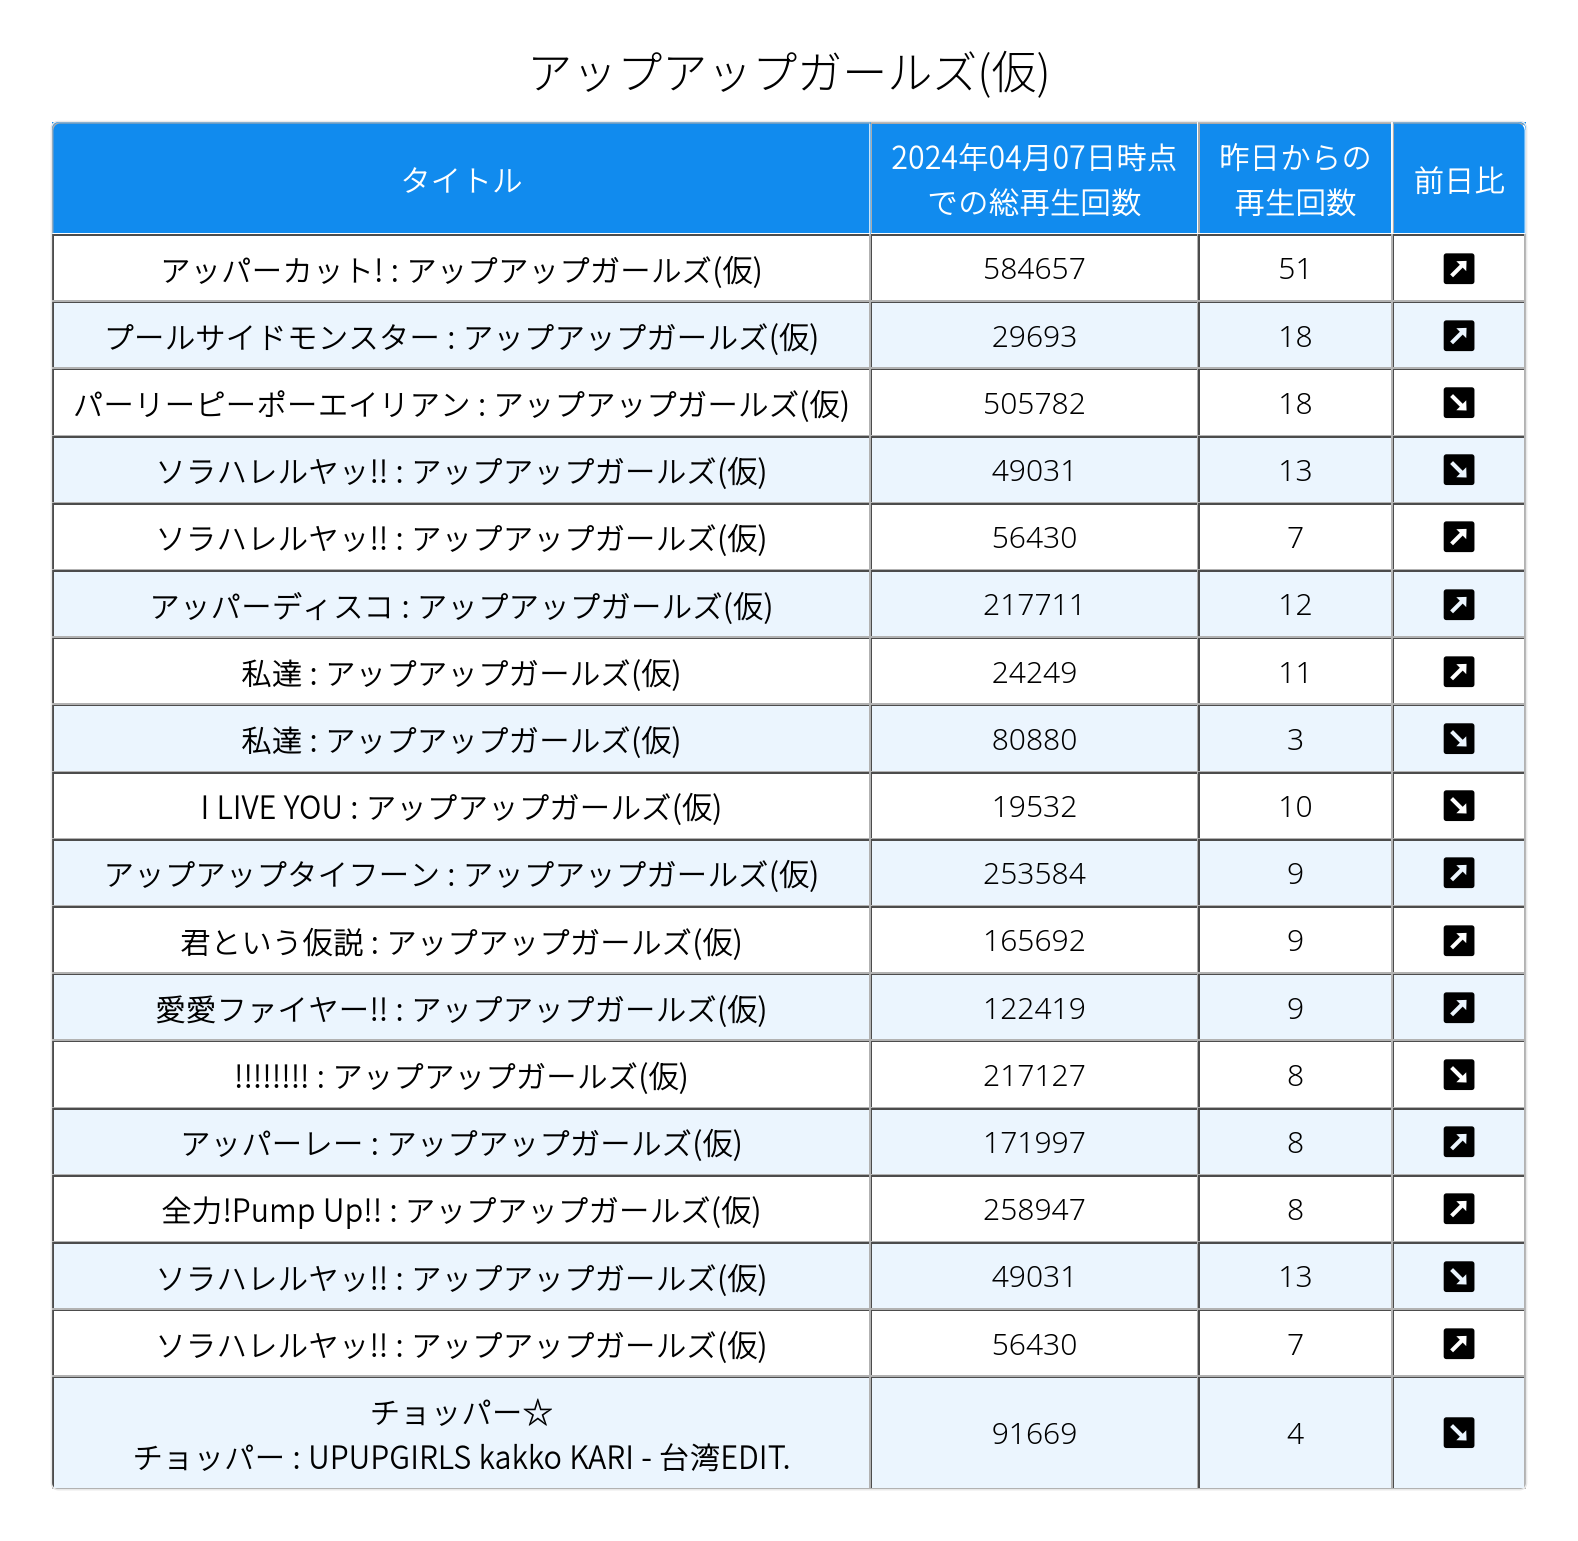 アップアップガールズ(仮)
タイトル 2024年04月07日時点での総再生回数 昨日からの再生回数 前日比
アッパーカット! : アップアップガールズ(仮) 584657 51 ↗
プールサイドモンスター : アップアップガールズ(仮) 29693 18 ↗
パーリーピーポーエイリアン : アップアップガールズ(仮) 505782 18 ↘
ソラハレルヤッ!! : アップアップガールズ(仮) 49031 13 ↘
ソラハレルヤッ!! : アップアップガールズ(仮) 56430 7 ↗
アッパーディスコ : アップアップガールズ(仮) 217711 12 ↗
私達 : アップアップガールズ(仮) 24249 11 ↗
私達 : アップアップガールズ(仮) 80880 3 ↘
I LIVE YOU : アップアップガールズ(仮) 19532 10 ↘
アップアップタイフーン : アップアップガールズ(仮) 253584 9 ↗
君という仮説 : アップアップガールズ(仮) 165692 9 ↗
愛愛ファイヤー!! : アップアップガールズ(仮) 122419 9 ↗
!!!!!!!! : アップアップガールズ(仮) 217127 8 ↘
アッパーレー : アップアップガールズ(仮) 171997 8 ↗
全力!Pump Up!! : アップアップガールズ(仮) 258947 8 ↗
ソラハレルヤッ!! : アップアップガールズ(仮) 49031 13 ↘
ソラハレルヤッ!! : アップアップガールズ(仮) 56430 7 ↗
チョッパー☆
チョッパー : UPUPGIRLS kakko KARI - 台湾EDIT. 91669 4 ↘